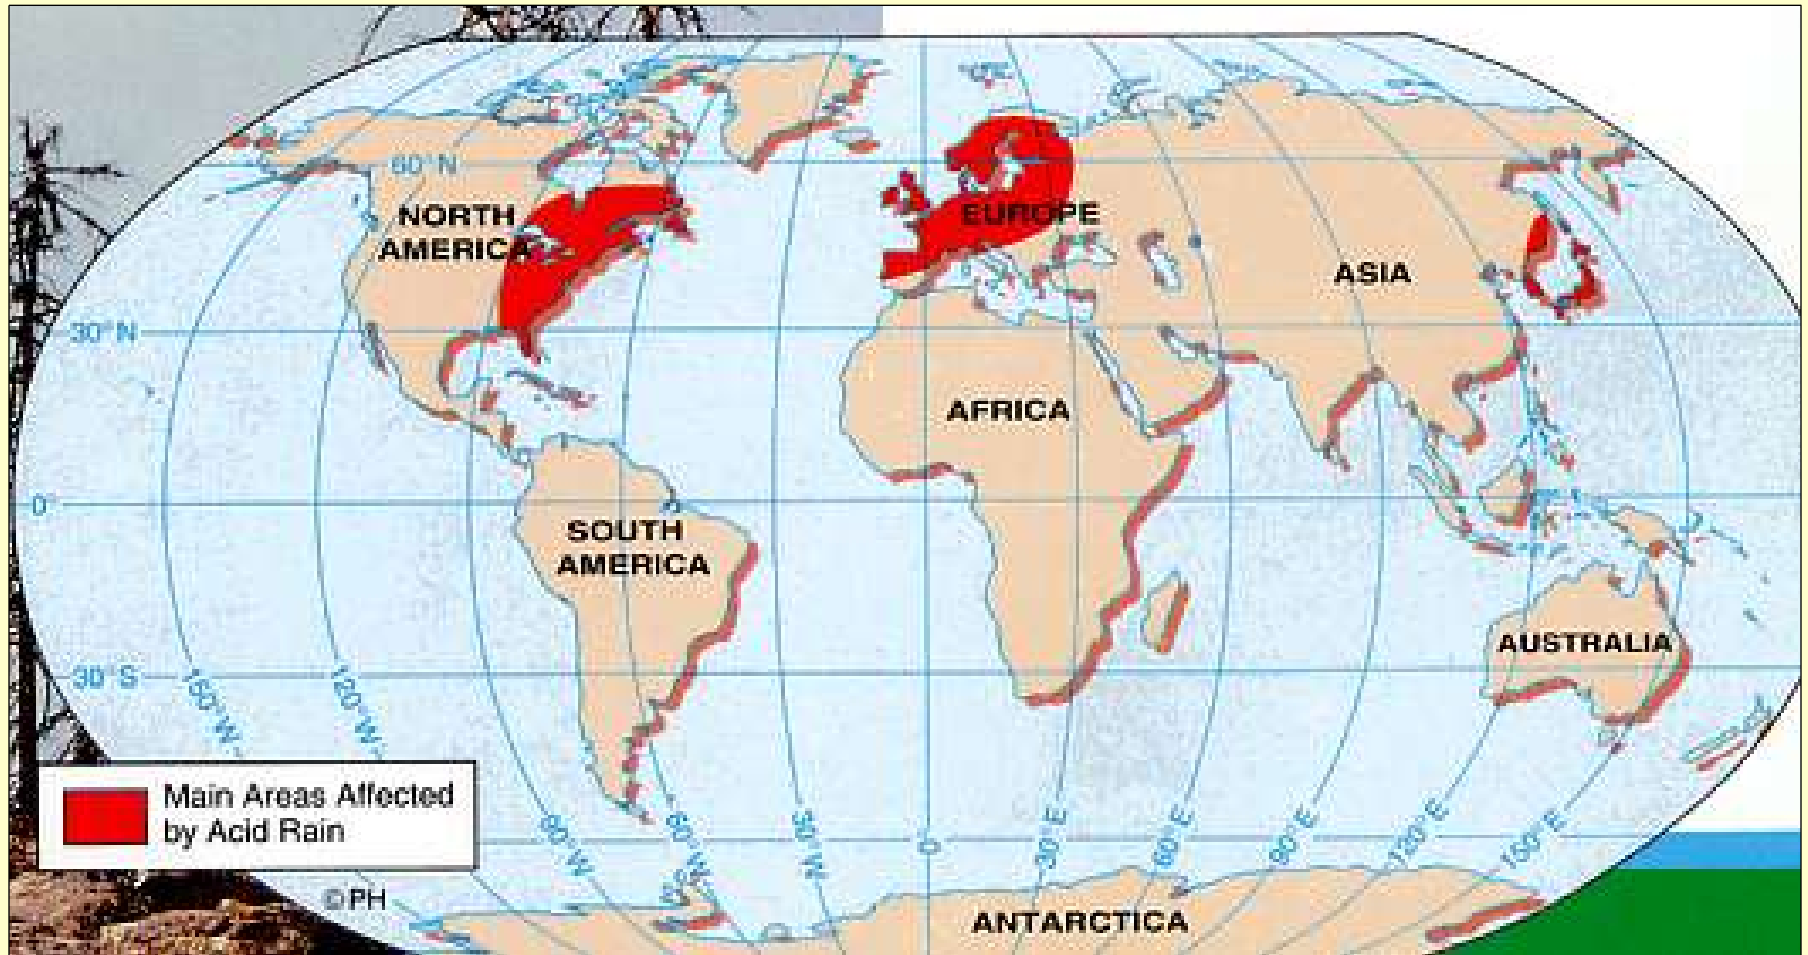 60°N
NORTH
AMERICA
EUROPE
ASIA
30°N
AFRICA
0°
SOUTH
AMERICA
AUSTRALIA
30°S
160°W
120°W
Main Areas Affected
by Acid Rain
90°W
60°W
30°W
0°
30°E
60°E
90°E
120°E
150°E
©PH
ANTARCTICA